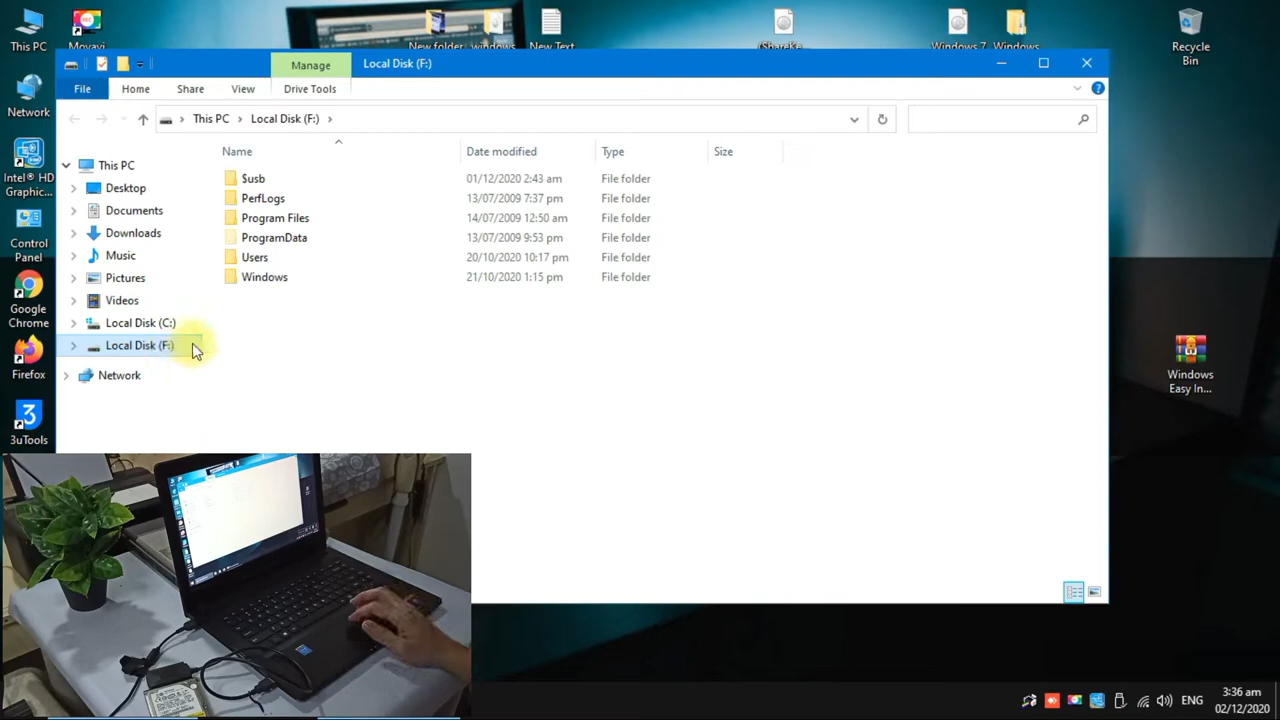 This PC
Movavi
New folder
windows
New Text
(ShareKe
Windows 7
Windows
Recycle
Bin
Manage
Local Disk (F:)
File
Home
Share
View
Drive Tools
This PC
Local Disk (F:)
Network
Intel® HD
Graphic...
Control
Panel
Google
Chrome
Firefox
3uTools
This PC
Desktop
Documents
Downloads
Music
Pictures
Videos
Local Disk (C:)
Local Disk (F:)
Network
Name Date modified Type Size
$usb 01/12/2020 2:43 am File folder
PerfLogs 13/07/2009 7:37 pm File folder
Program Files 14/07/2009 12:50 am File folder
ProgramData 13/07/2009 9:53 pm File folder
Users 20/10/2020 10:17 pm File folder
Windows 21/10/2020 1:15 pm File folder
Windows
Easy In...
REC
3
ENG
3:36 am
02/12/2020